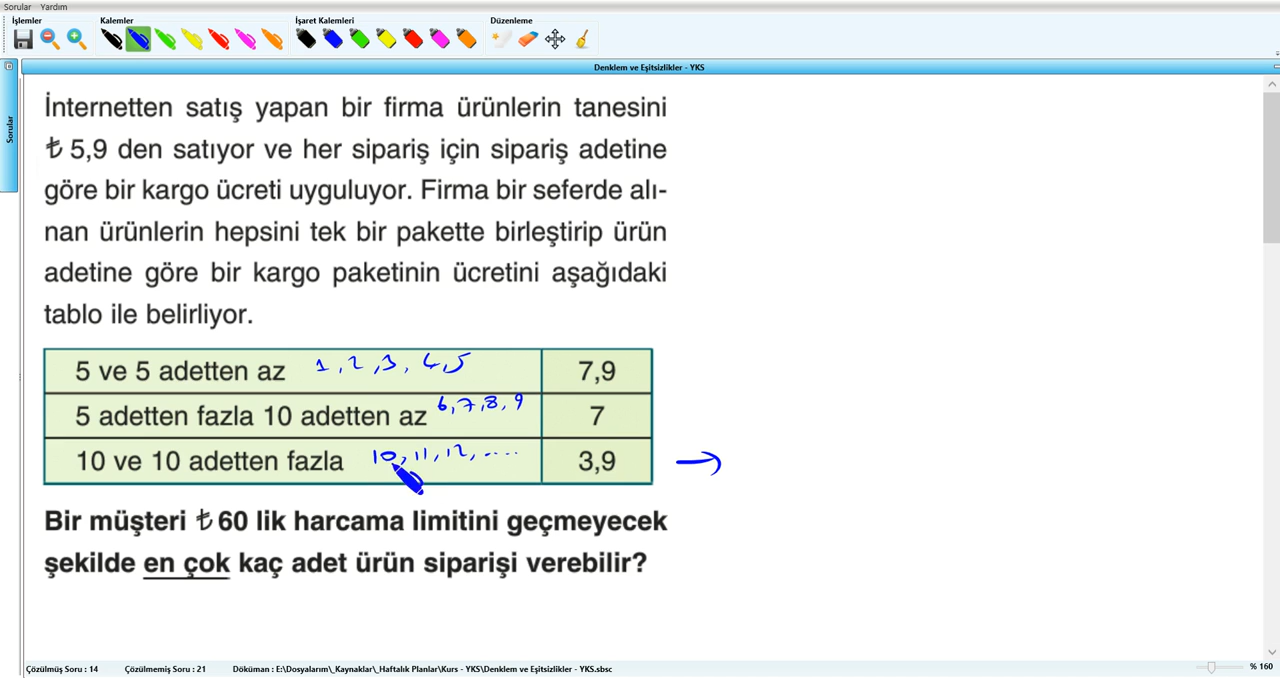 Sorular Yardım
İşlemler Kalemler İşaret Kalemleri Düzenleme
Denklem ve Eşitsizlikler - YKS
Sorular
İnternetten satış yapan bir firma ürünlerin tanesini
₺ 5,9 den satıyor ve her sipariş için sipariş adetine
göre bir kargo ücreti uyguluyor. Firma bir seferde alı-
nan ürünlerin hepsini tek bir pakette birleştirip ürün
adetine göre bir kargo paketinin ücretini aşağıdaki
tablo ile belirliyor.
5 ve 5 adetten az 1, 2, 3, 4, 5 7,9
5 adetten fazla 10 adetten az 6, 7, 8, 9 7
10 ve 10 adetten fazla 10, 11, 12, .... 3,9 →
Bir müşteri ₺ 60 lik harcama limitini geçmeyecek
şekilde en çok kaç adet ürün siparişi verebilir?
Çözülmüş Soru : 14 Çözülmemiş Soru : 21 Döküman : E:\Dosyalarım\_Kaynaklar\_Haftalık Planlar\Kurs - YKS\Denklem ve Eşitsizlikler - YKS.sbsc % 160